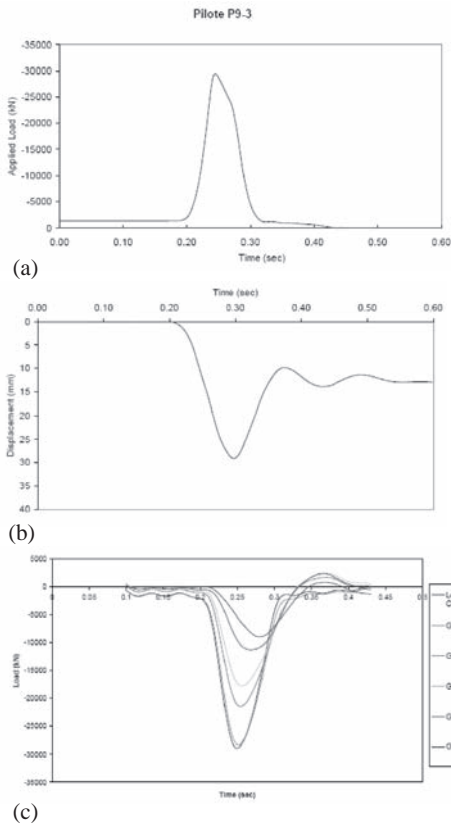 Pilote P9-3
-35000
-30000
-25000
-20000
-15000
-10000
-5000
0
Applied Load (kN)
0.00 0.10 0.20 0.30 0.40 0.50 0.60
Time (sec)
(a)
Time (sec)
0.00 0.10 0.20 0.30 0.40 0.50 0.60
0
5
10
15
20
25
30
35
40
Displacement (mm)
(b)
5000
0
-5000
-10000
-15000
-20000
-25000
-30000
-35000
Load (kN)
0 0.05 0.1 0.15 0.25 0.3 0.35 0.4 0.45
Time (sec)
L
G
G
G
G
G
(c)